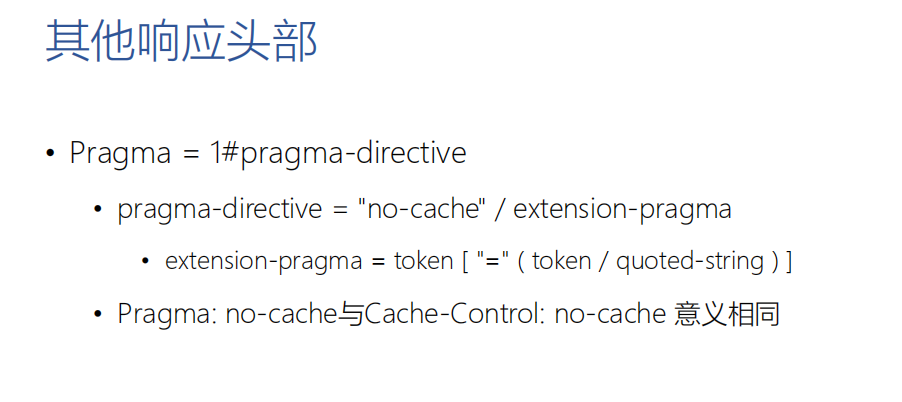 其他响应头部
• Pragma = 1#pragma-directive
• pragma-directive = "no-cache" / extension-pragma
• extension-pragma = token [ "=" ( token / quoted-string ) ]
• Pragma: no-cache与Cache-Control: no-cache 意义相同